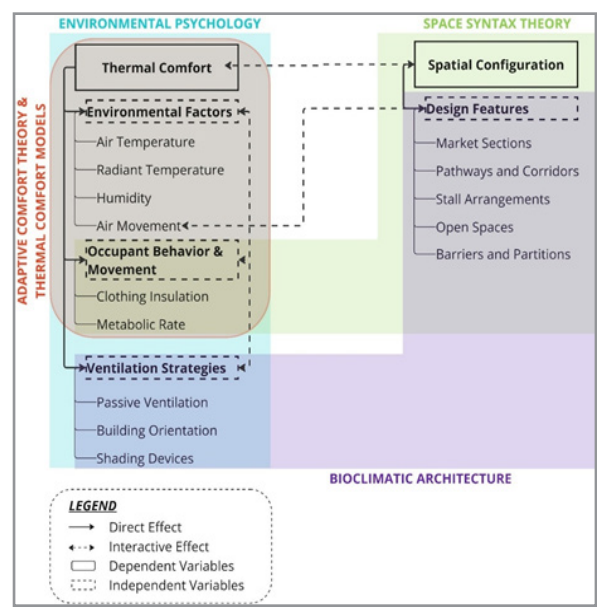 ENVIRONMENTAL PSYCHOLOGY
SPACE SYNTAX THEORY
ADAPTIVE COMFORT THEORY &
THERMAL COMFORT MODELS
Thermal Comfort
Environmental Factors
Air Temperature
Radiant Temperature
Humidity
Air Movement
Occupant Behavior &
Movement
Clothing Insulation
Metabolic Rate
Ventilation Strategies
Passive Ventilation
Building Orientation
Shading Devices
Spatial Configuration
Design Features
Market Sections
Pathways and Corridors
Stall Arrangements
Open Spaces
Barriers and Partitions
BIOCLIMATIC ARCHITECTURE
LEGEND
Direct Effect
Interactive Effect
Dependent Variables
Independent Variables